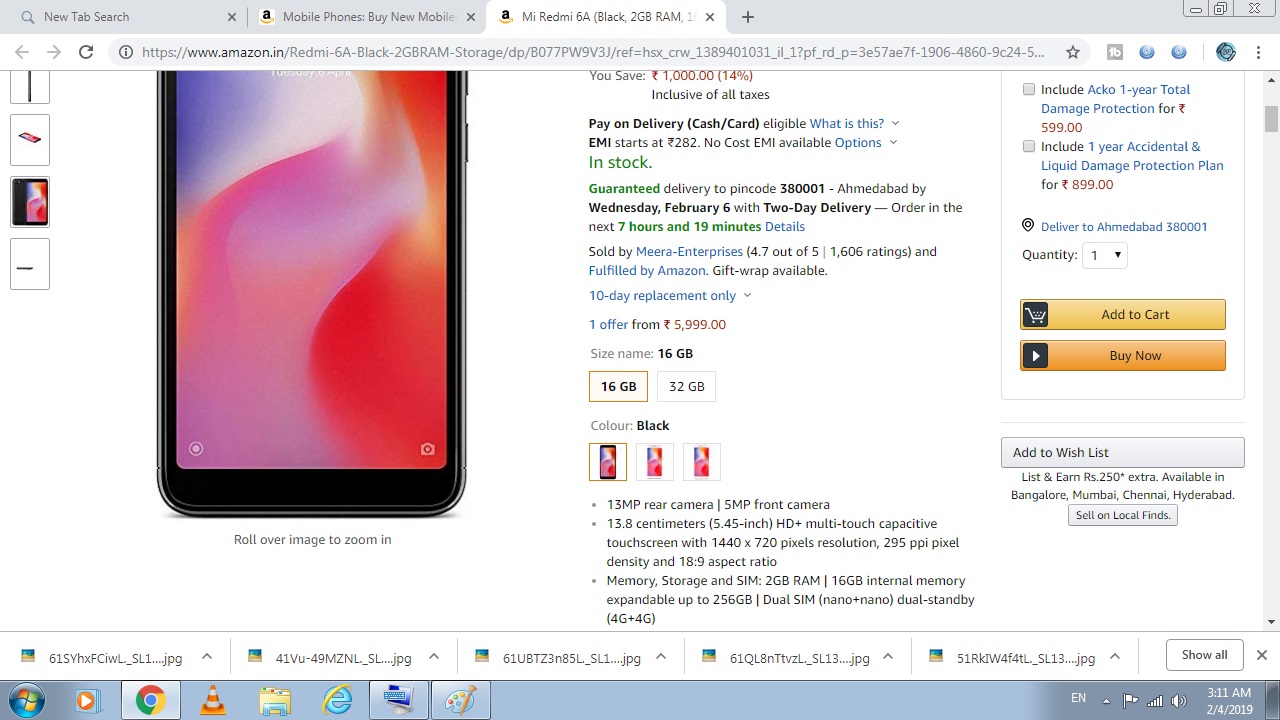 New Tab Search
Mobile Phones: Buy New Mobile
Mi Redmi 6A (Black, 2GB RAM, 1
https://www.amazon.in/Redmi-6A-Black-2GBRAM-Storage/dp/B077PW9V3J/ref=hsx_crw_1389401031_il_1?pf_rd_p=3e57ae7f-1906-4860-9c24-5...
Tuesday,6 April
You Save: ₹ 1,000.00 (14%)
Inclusive of all taxes
Pay on Delivery (Cash/Card) eligible What is this?
EMI starts at ₹282. No Cost EMI available Options
In stock.
Guaranteed delivery to pincode 380001 - Ahmedabad by
Wednesday, February 6 with Two-Day Delivery — Order in the
next 7 hours and 19 minutes Details
Sold by Meera-Enterprises (4.7 out of 5 | 1,606 ratings) and
Fulfilled by Amazon. Gift-wrap available.
10-day replacement only
1 offer from ₹ 5,999.00
Size name: 16 GB
16 GB
32 GB
Colour: Black
13MP rear camera | 5MP front camera
13.8 centimeters (5.45-inch) HD+ multi-touch capacitive
touchscreen with 1440 x 720 pixels resolution, 295 ppi pixel
density and 18:9 aspect ratio
Memory, Storage and SIM: 2GB RAM | 16GB internal memory
expandable up to 256GB | Dual SIM (nano+nano) dual-standby
(4G+4G)
Roll over image to zoom in
Include Acko 1-year Total
Damage Protection for ₹
599.00
Include 1 year Accidental &
Liquid Damage Protection Plan
for ₹ 899.00
Deliver to Ahmedabad 380001
Quantity: 1
Add to Cart
Buy Now
Add to Wish List
List & Earn Rs.250* extra. Available in
Bangalore, Mumbai, Chennai, Hyderabad.
Sell on Local Finds.
61SYhxFCiwL._SL1....jpg
41Vu-49MZNL._SL....jpg
61UBTZ3n85L._SL1....jpg
61QL8nTtvzL._SL13....jpg
51RkIW4f4tL._SL13....jpg
Show all
EN
3:11 AM
2/4/2019